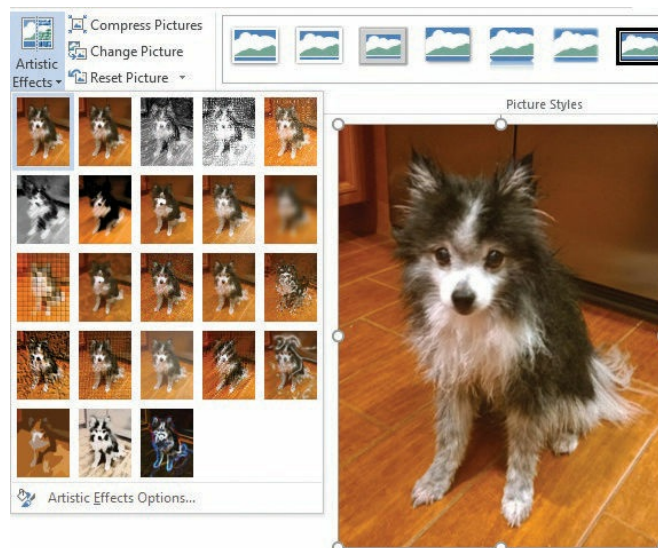 Compress Pictures
Change Picture
Reset Picture
Artistic
Effects
Picture Styles
Artistic Effects Options...